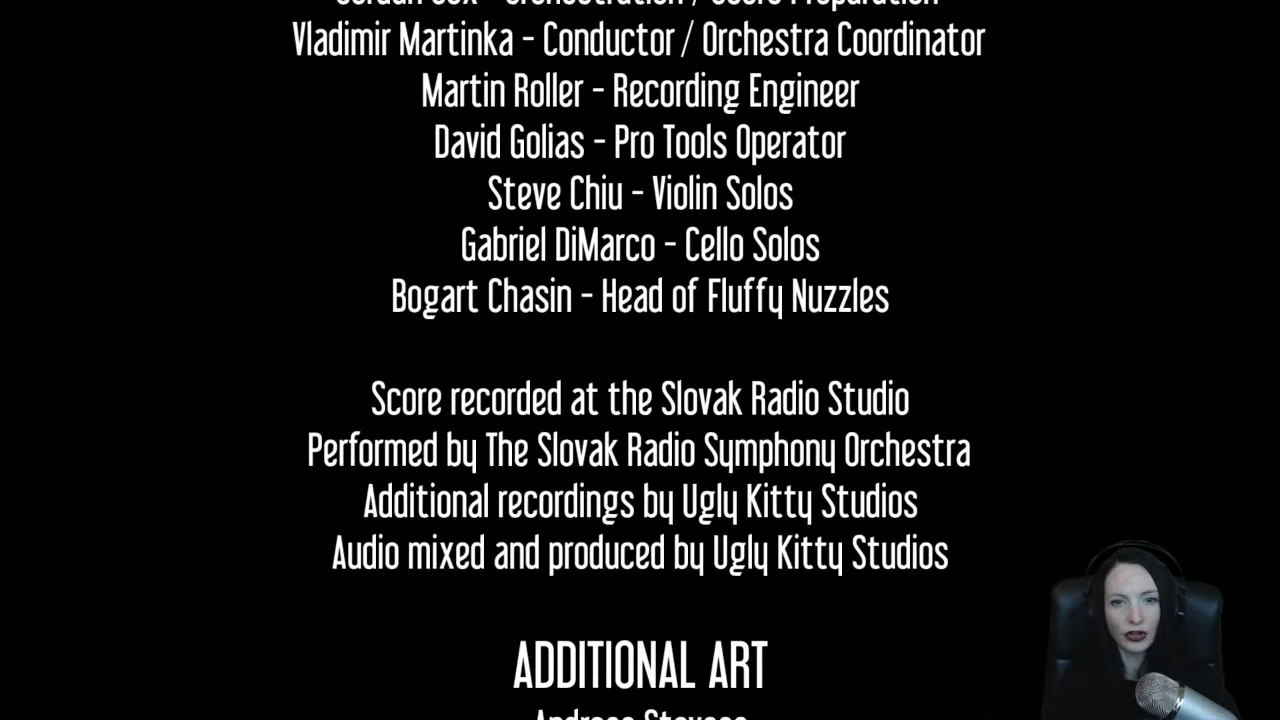 Vladimir Martinka - Conductor / Orchestra Coordinator
Martin Roller - Recording Engineer
David Golias - Pro Tools Operator
Steve Chiu - Violin Solos
Gabriel DiMarco - Cello Solos
Bogart Chasin - Head of Fluffy Nuzzles
Score recorded at the Slovak Radio Studio
Performed by The Slovak Radio Symphony Orchestra
Additional recordings by Ugly Kitty Studios
Audio mixed and produced by Ugly Kitty Studios
ADDITIONAL ART